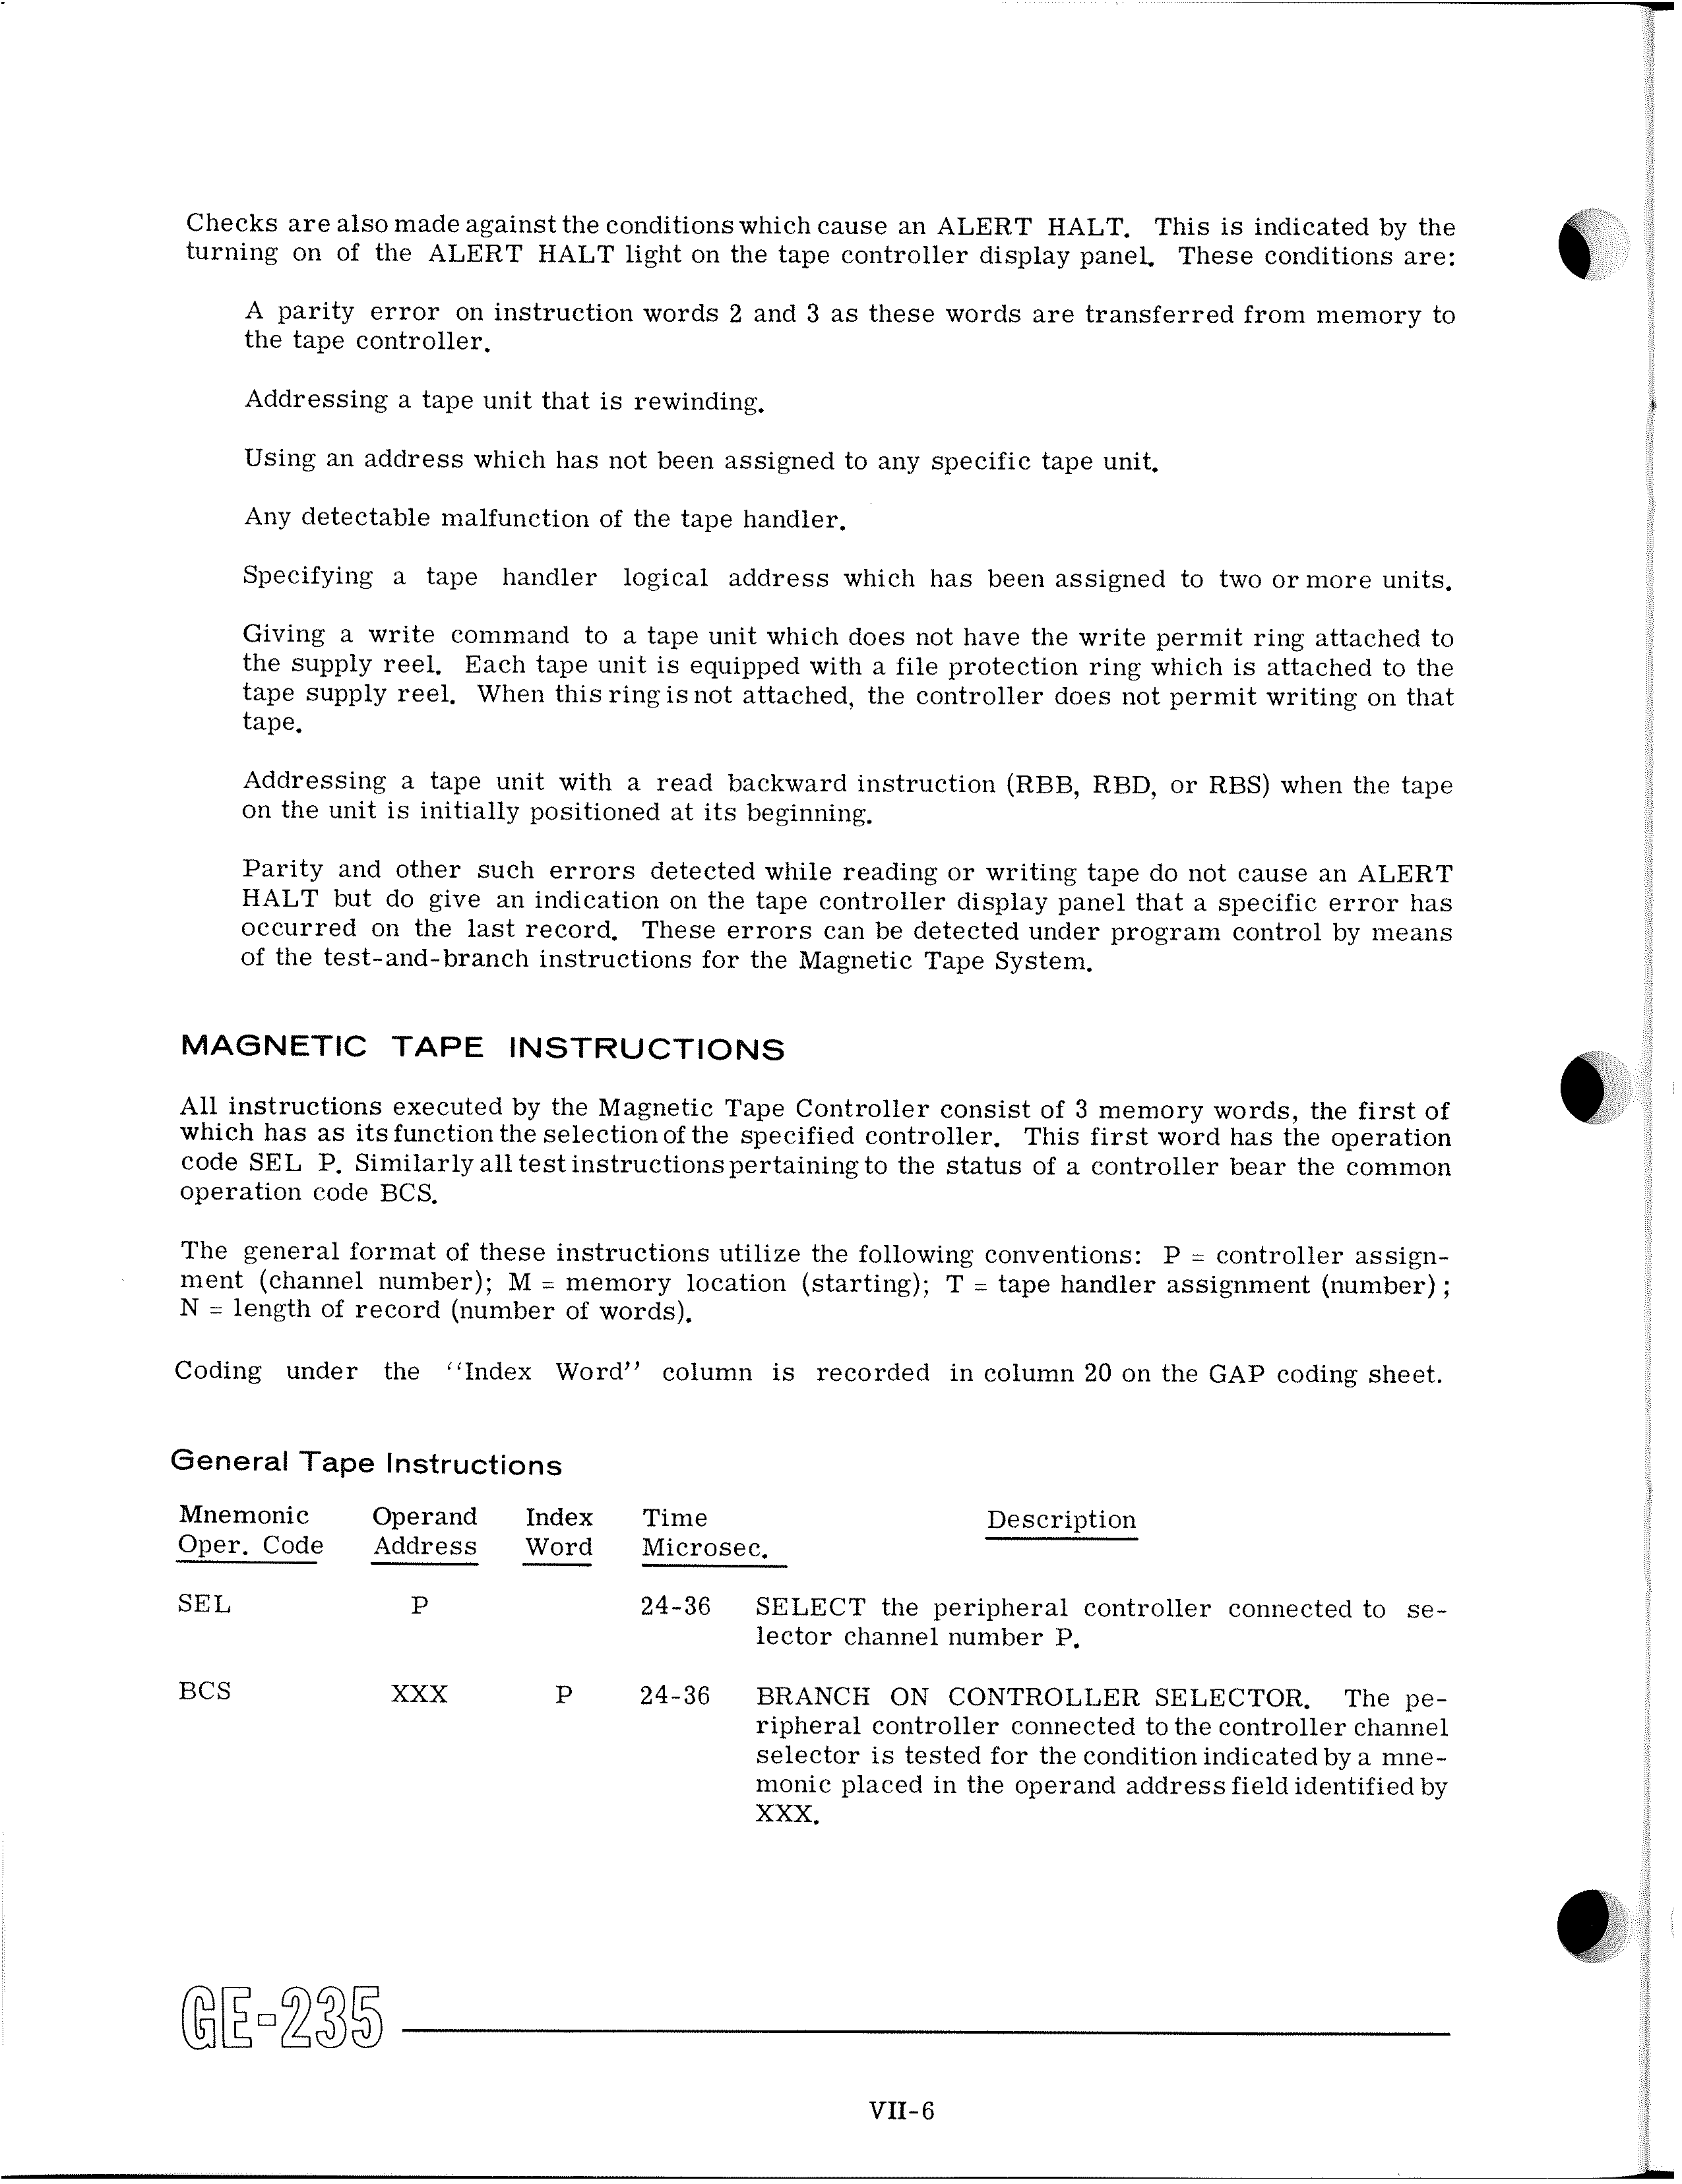 Checks are also made against the conditions which cause an ALERT HALT. This is indicated by the
turning on of the ALERT HALT light on the tape controller display panel. These conditions are:
A parity error on instruction words 2 and 3 as these words are transferred from memory to
the tape controller.
Addressing a tape unit that is rewinding.
Using an address which has not been assigned to any specific tape unit.
Any detectable malfunction of the tape handler.
Specifying a tape handler logical address which has been assigned to two or more units.
Giving a write command to a tape unit which does not have the write permit ring attached to
the supply reel. Each tape unit is equipped with a file protection ring which is attached to the
tape supply reel. When this ring is not attached, the controller does not permit writing on that
tape.
Addressing a tape unit with a read backward instruction (RBB, RBD, or RBS) when the tape
on the unit is initially positioned at its beginning.
Parity and other such errors detected while reading or writing tape do not cause an ALERT
HALT but do give an indication on the tape controller display panel that a specific error has
occurred on the last record. These errors can be detected under program control by means
of the test-and-branch instructions for the Magnetic Tape System.
MAGNETIC TAPE INSTRUCTIONS
All instructions executed by the Magnetic Tape Controller consist of 3 memory words, the first of
which has as its function the selection of the specified controller. This first word has the operation
code SEL P. Similarly all test instructions pertaining to the status of a controller bear the common
operation code BCS.
The general format of these instructions utilize the following conventions: P = controller assign-
ment (channel number); M = memory location (starting); T = tape handler assignment (number);
N = length of record (number of words).
Coding under the "Index Word" column is recorded in column 20 on the GAP coding sheet.
General Tape Instructions
Mnemonic Operand Index Time Description
Oper. Code Address Word Microsec.
SEL P 24-36 SELECT the peripheral controller connected to se-
lector channel number P.
BCS XXX P 24-36 BRANCH ON CONTROLLER SELECTOR. The pe-
ripheral controller connected to the controller channel
selector is tested for the condition indicated by a mne-
monic placed in the operand address field identified by
XXX.
GE-235
VII-6